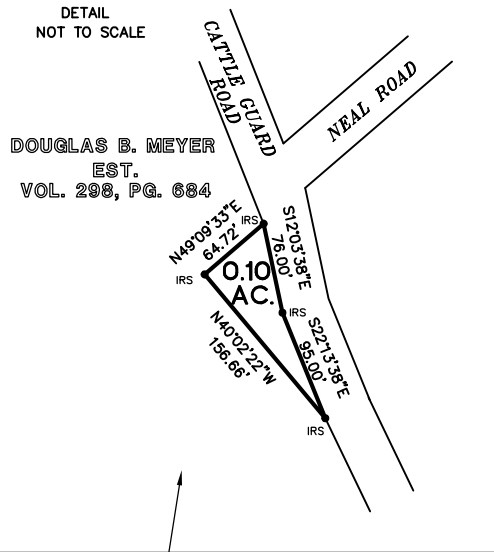 DETAIL
NOT TO SCALE
CATTLE GUARD
ROAD
NEAL ROAD
DOUGLAS B. MEYER
EST.
VOL. 298, PG. 684
N49°09'33"E
64.72'
IRS
S12°03'38"E
76.00'
IRS
0.10
AC.
IRS
N40°02'22"W
156.66'
S22°13'38"E
95.00'
IRS